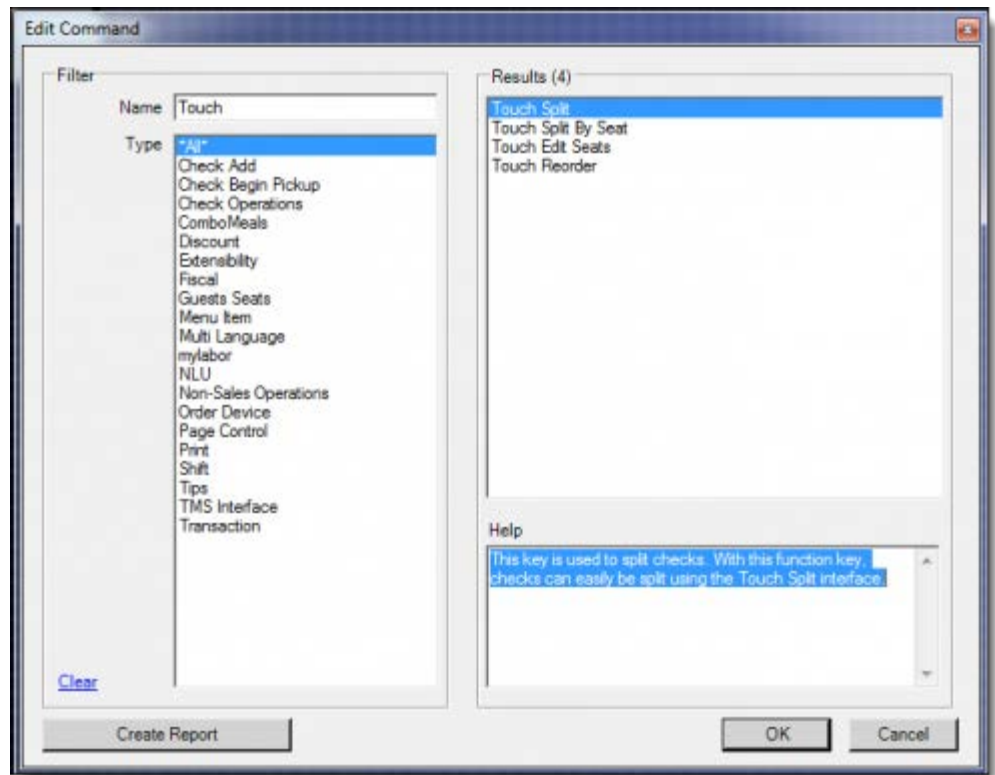 Edit Command
Filter
Name Touch
Type *All*
Check Add
Check Begin Pickup
Check Operations
ComboMeals
Discount
Extensibility
Fiscal
Guests Seats
Menu Item
Multi Language
mylabor
NLU
Non-Sales Operations
Order Device
Page Control
Print
Shift
Tips
TMS Interface
Transaction
Clear
Create Report
Results (4)
Touch Split
Touch Split By Seat
Touch Edit Seats
Touch Reorder
Help
This key is used to split checks. With this function key,
checks can easily be split using the Touch Split interface.
OK
Cancel